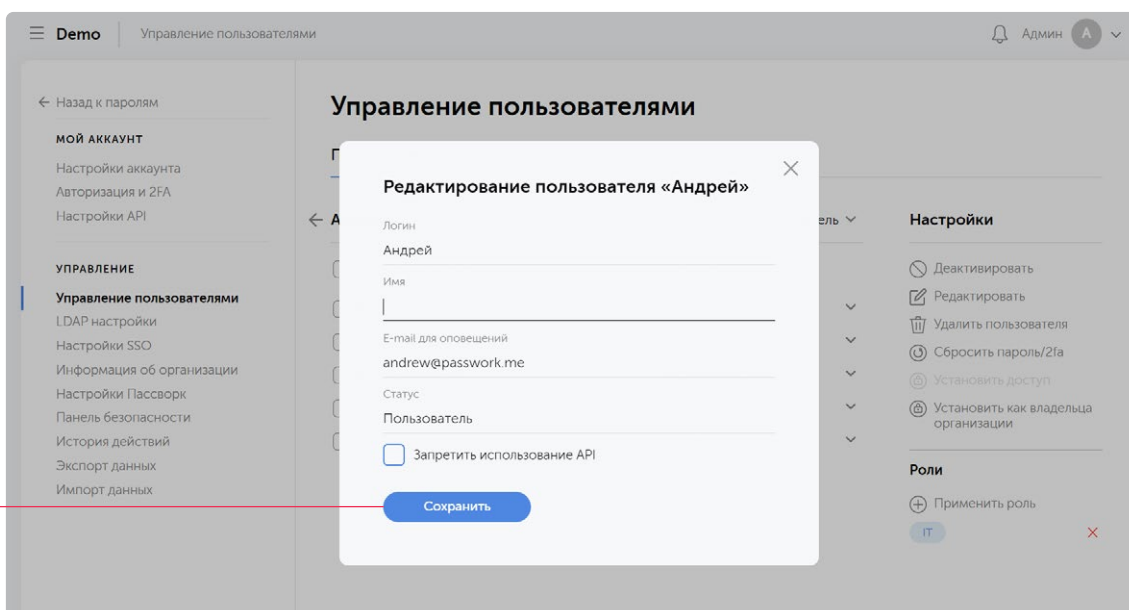 Demo
Управление пользователями
Админ
А
Назад к паролям
МОЙ АККАУНТ
Настройки аккаунта
Авторизация и 2FA
Настройки API
УПРАВЛЕНИЕ
Управление пользователями
LDAP настройки
Настройки SSO
Информация об организации
Настройки Пассворк
Панель безопасности
История действий
Экспорт данных
Импорт данных
Управление пользователями
Редактирование пользователя «Андрей»
Логин
Андрей
Имя
E-mail для оповещений
andrew@passwork.me
Статус
Пользователь
Запретить использование API
Сохранить
Настройки
Деактивировать
Редактировать
Удалить пользователя
Сбросить пароль/2fa
Установить доступ
Установить как владельца
организации
Роли
Применить роль
IT